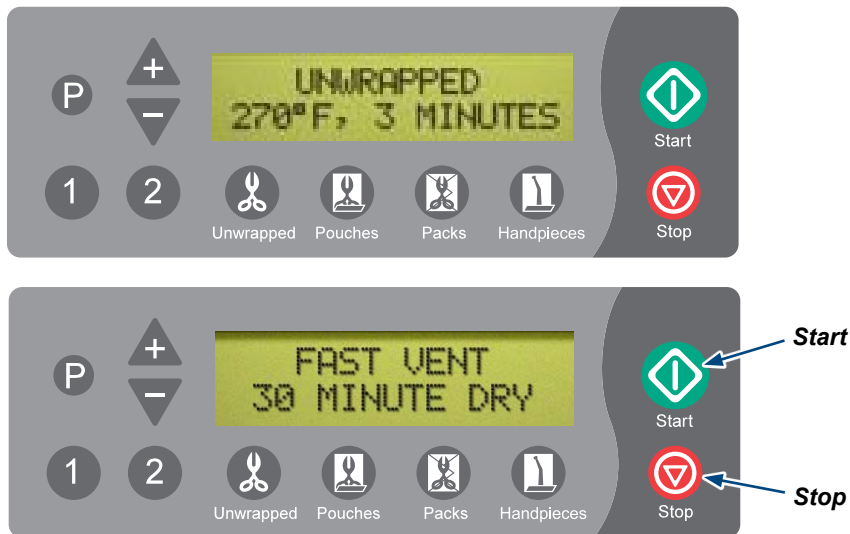 P
+
−
UNWRAPPED
270°F, 3 MINUTES
Start
1
2
Unwrapped
Pouches
Packs
Handpieces
Stop
P
+
−
FAST VENT
30 MINUTE DRY
Start
Start
1
2
Unwrapped
Pouches
Packs
Handpieces
Stop
Stop